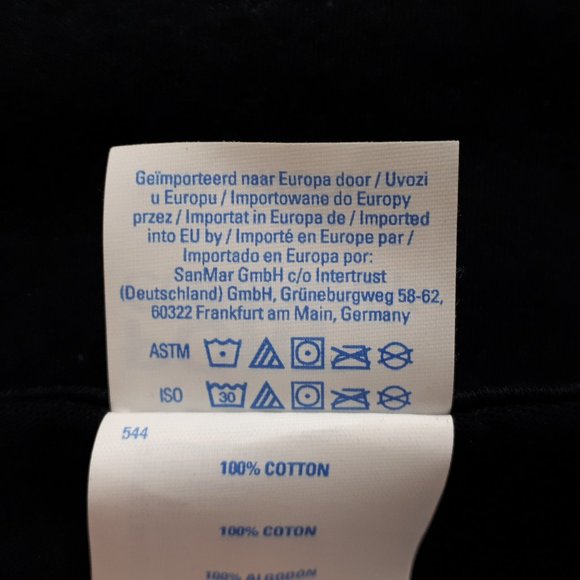 Geïmporteerd naar Europa door / Uvozi
u Europu / Importowane do Europy
przez / Importat in Europa de / Imported
into EU by / Importé en Europe par /
Importado en Europa por:
SanMar GmbH c/o Intertrust
(Deutschland) GmbH, Grüneburgweg 58-62,
60322 Frankfurt am Main, Germany
ASTM
ISO 30
544
100% COTTON
100% COTON
100% ALGODON